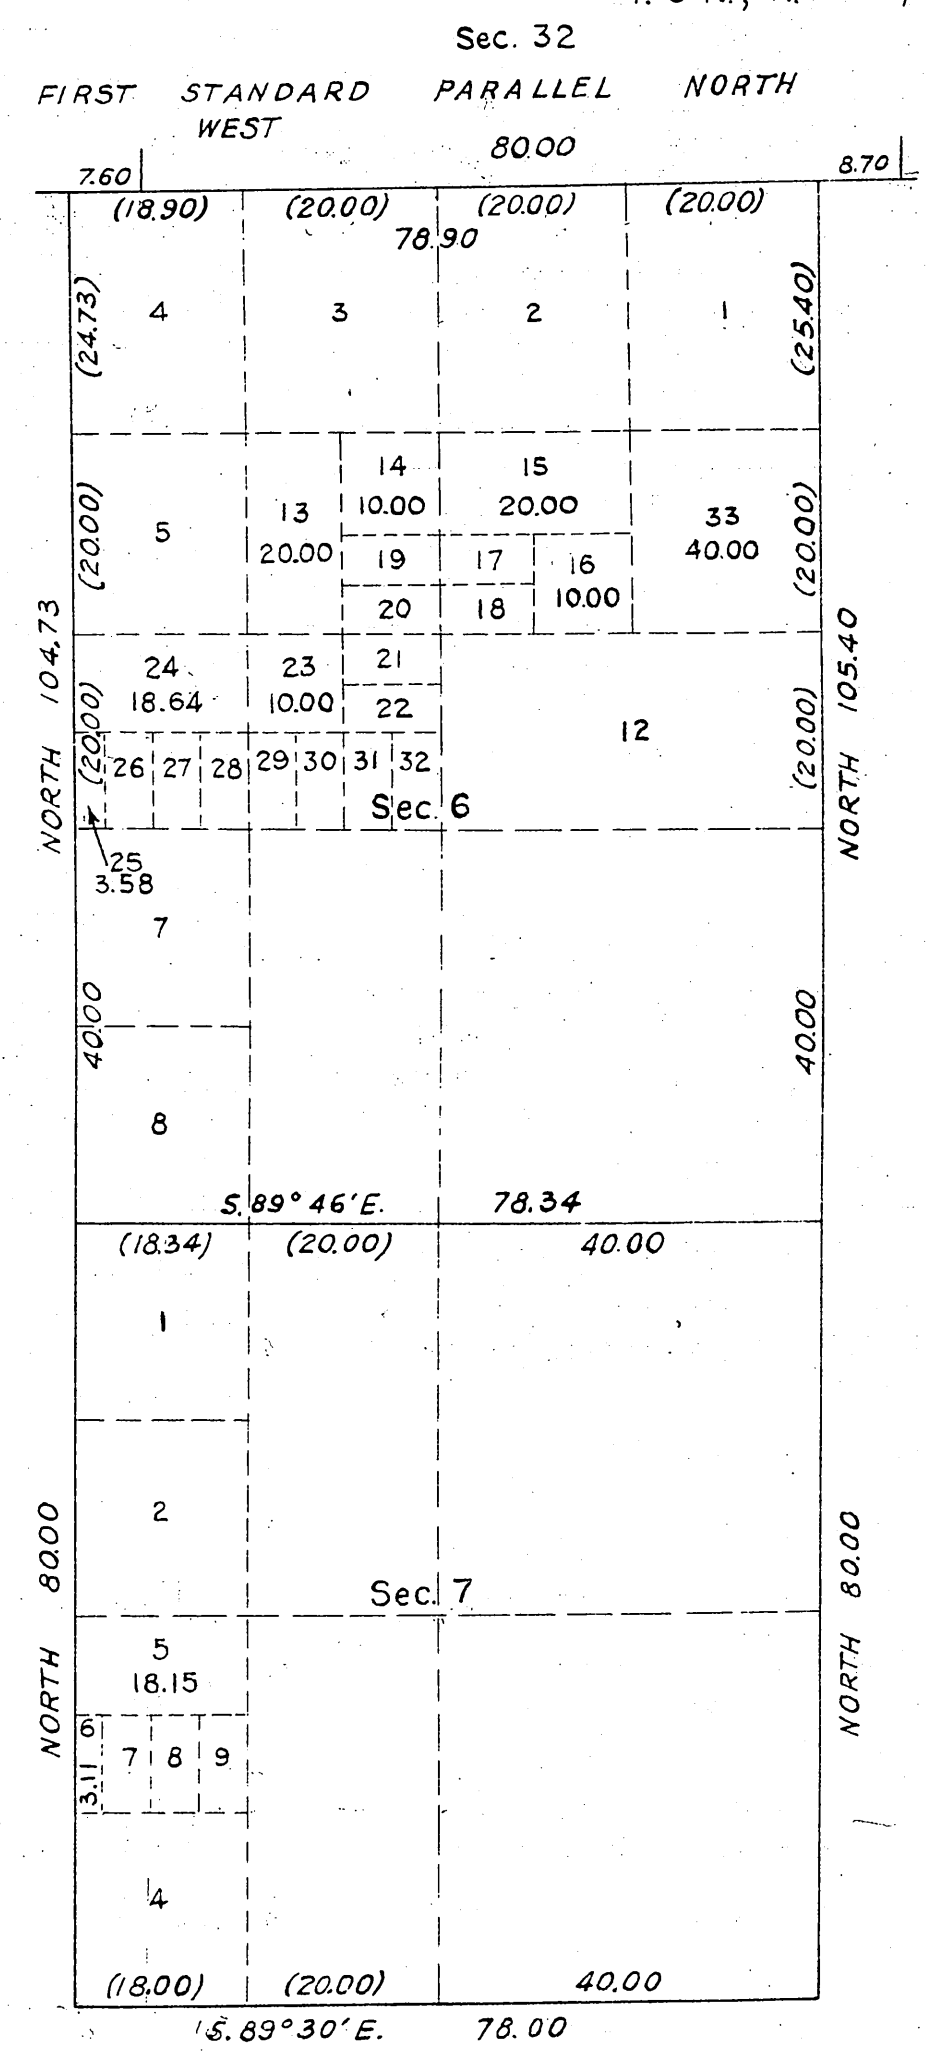 Sec. 32
FIRST STANDARD PARALLEL NORTH
WEST
80.00
7.60
8.70
(18.90) (20.00) (20.00) (20.00)
78.90
(24.73)
4 3 2 1
(25.40)
14 15
10.00 20.00
13
20.00
5
(20.00)
33
40.00
(20.00)
19 17 16
10.00
20 18
NORTH 104.73
24 23 21
18.64 10.00 22
12
(20.00)
(20.00)
NORTH 105.40
26 27 28 29 30 31 32
Sec. 6
25
3.58
7
40.00
40.00
8
S. 89° 46' E. 78.34
(18.34) (20.00) 40.00
1
2
NORTH 80.00
NORTH 80.00
Sec. 7
5
18.15
6
3.11
7 8 9
4
(18.00) (20.00) 40.00
S. 89° 30' E. 78.00